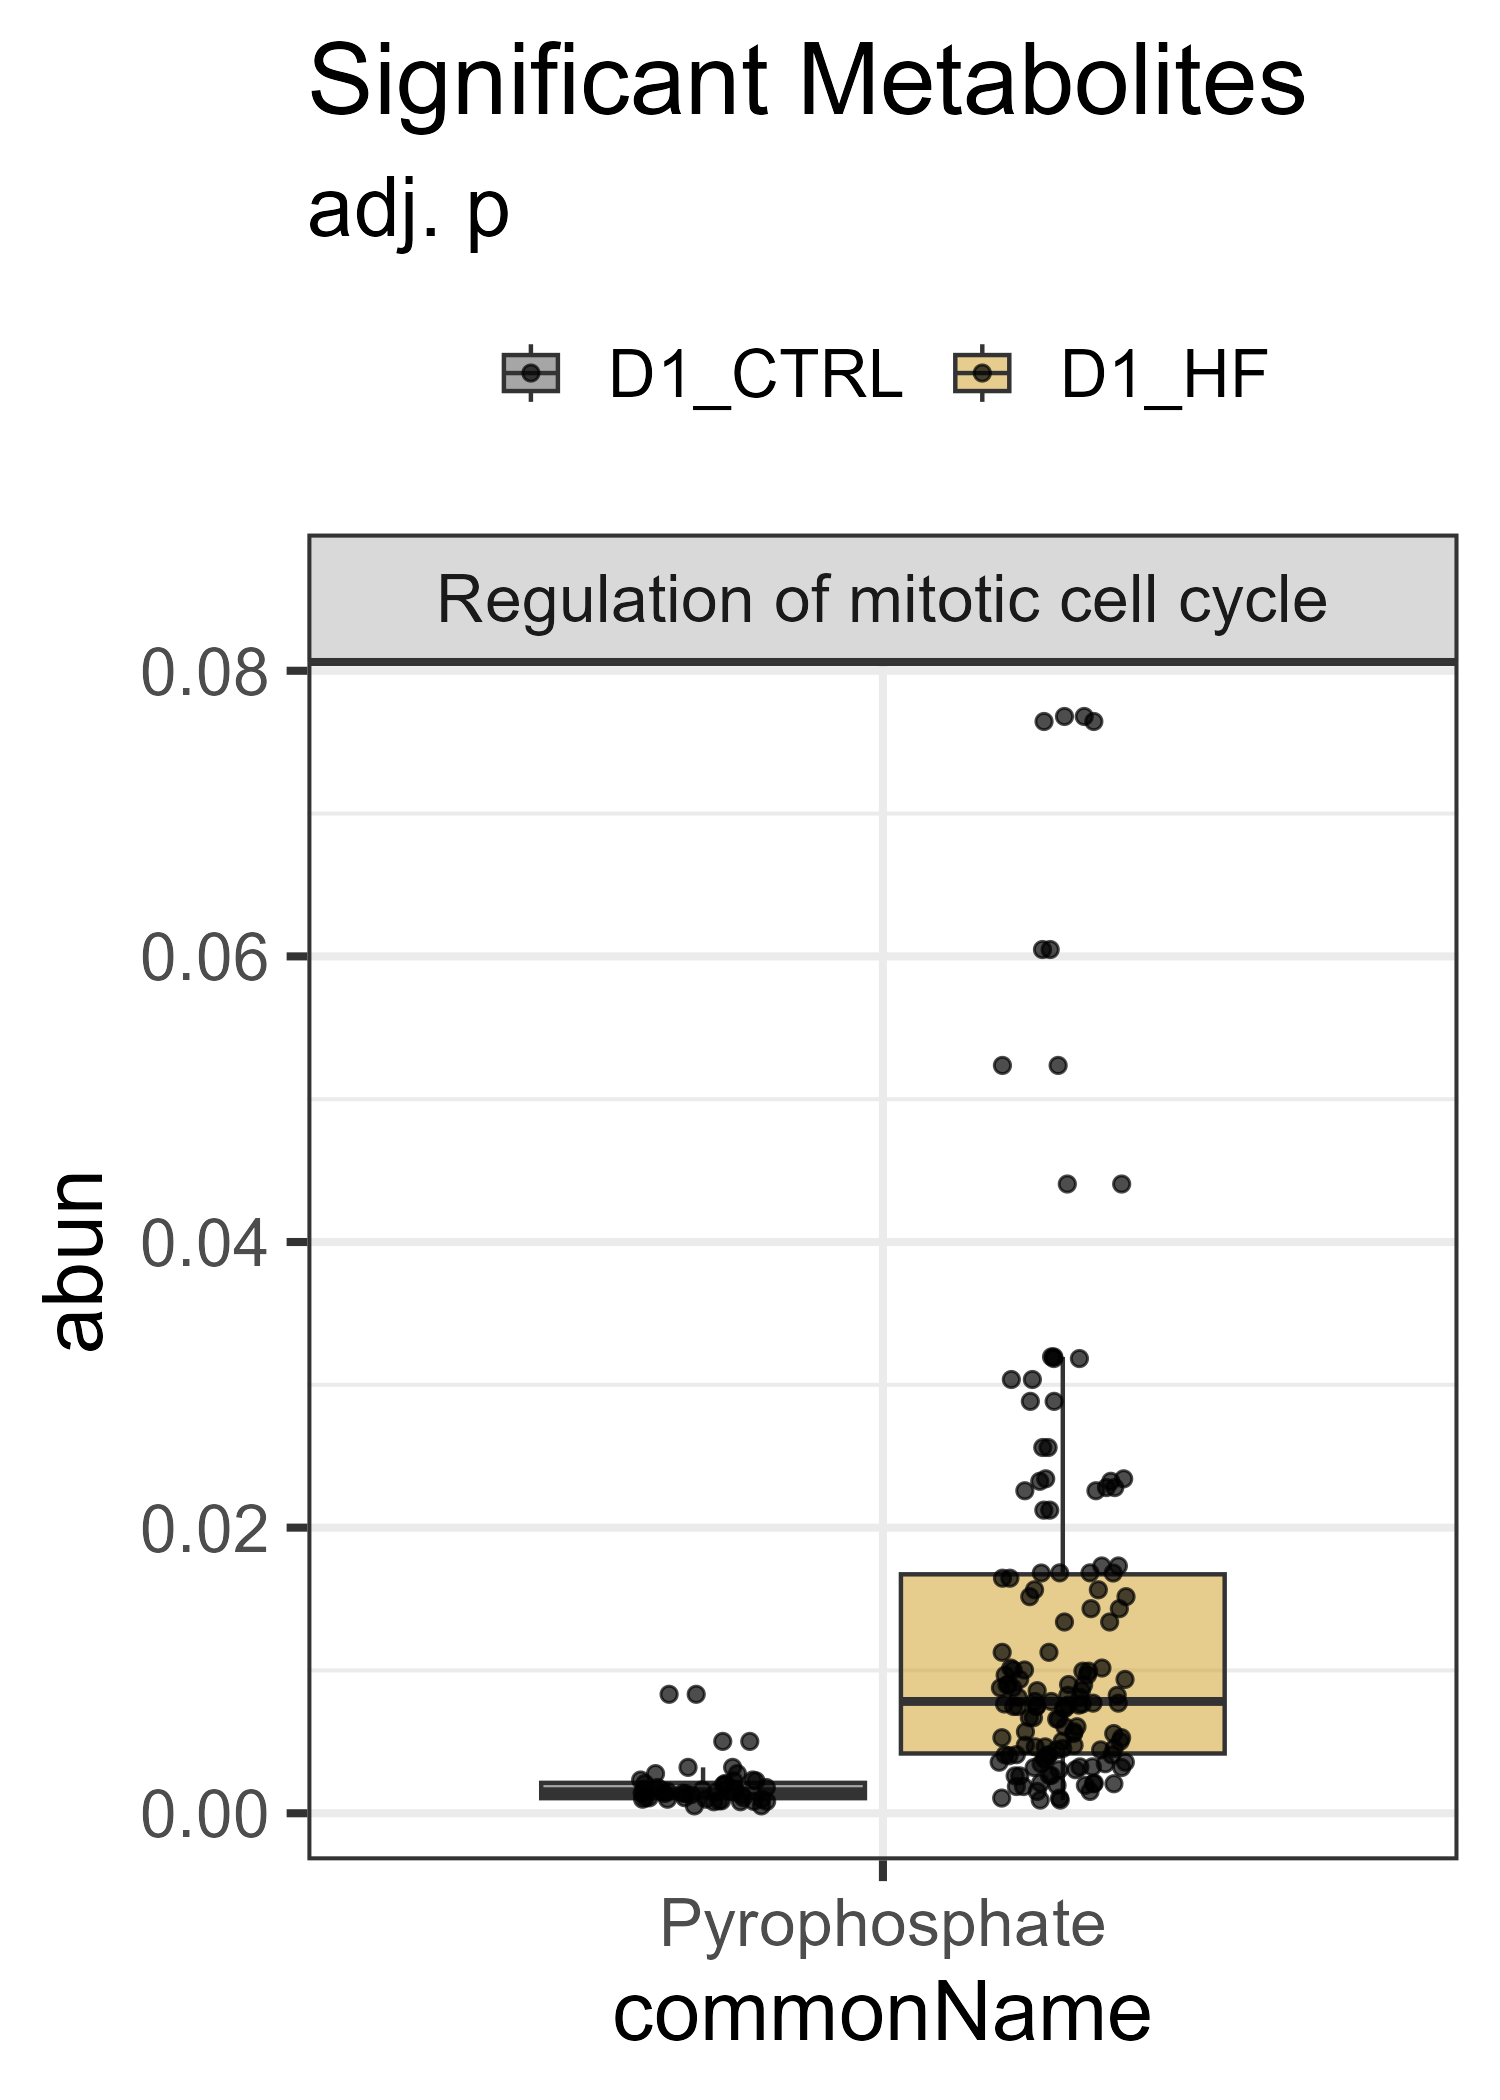 Significant Metabolites
adj. p
D1_CTRL D1_HF
Regulation of mitotic cell cycle
0.08
0.06
0.04
0.02
0.00
abun
Pyrophosphate
commonName